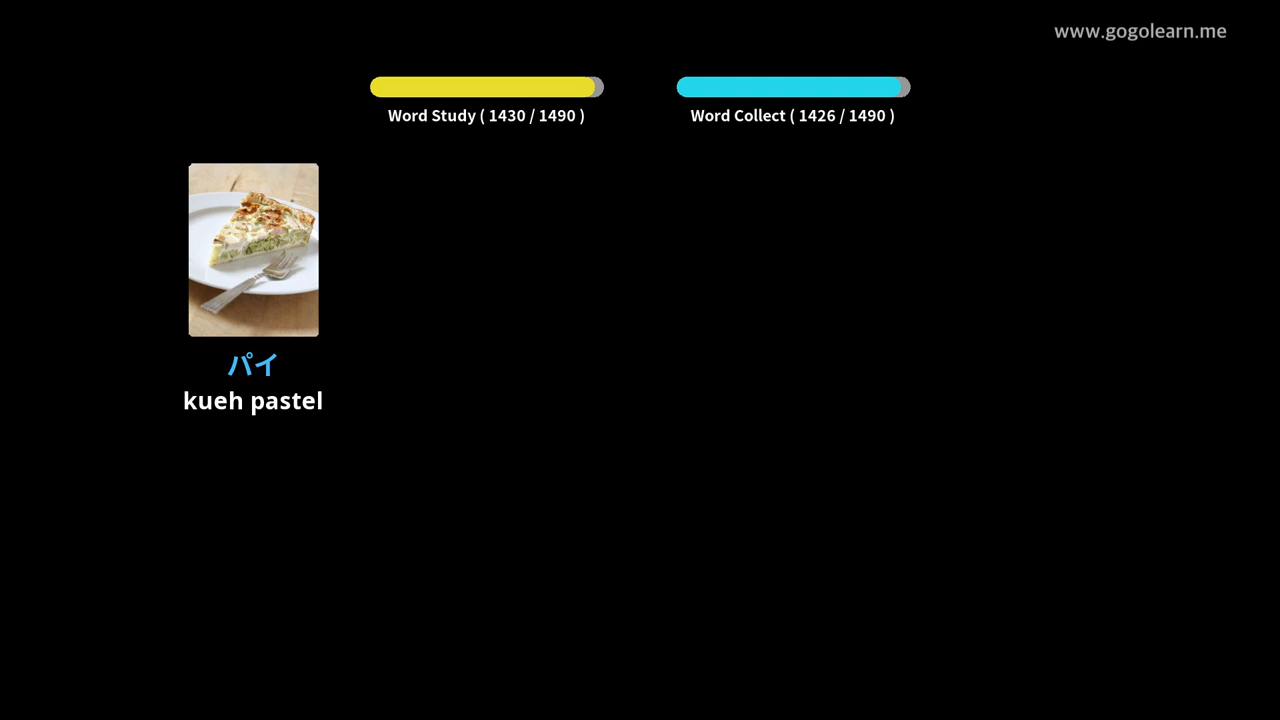 www.gogolearn.me
Word Study ( 1430 / 1490 )
Word Collect ( 1426 / 1490 )
パイ
kueh pastel